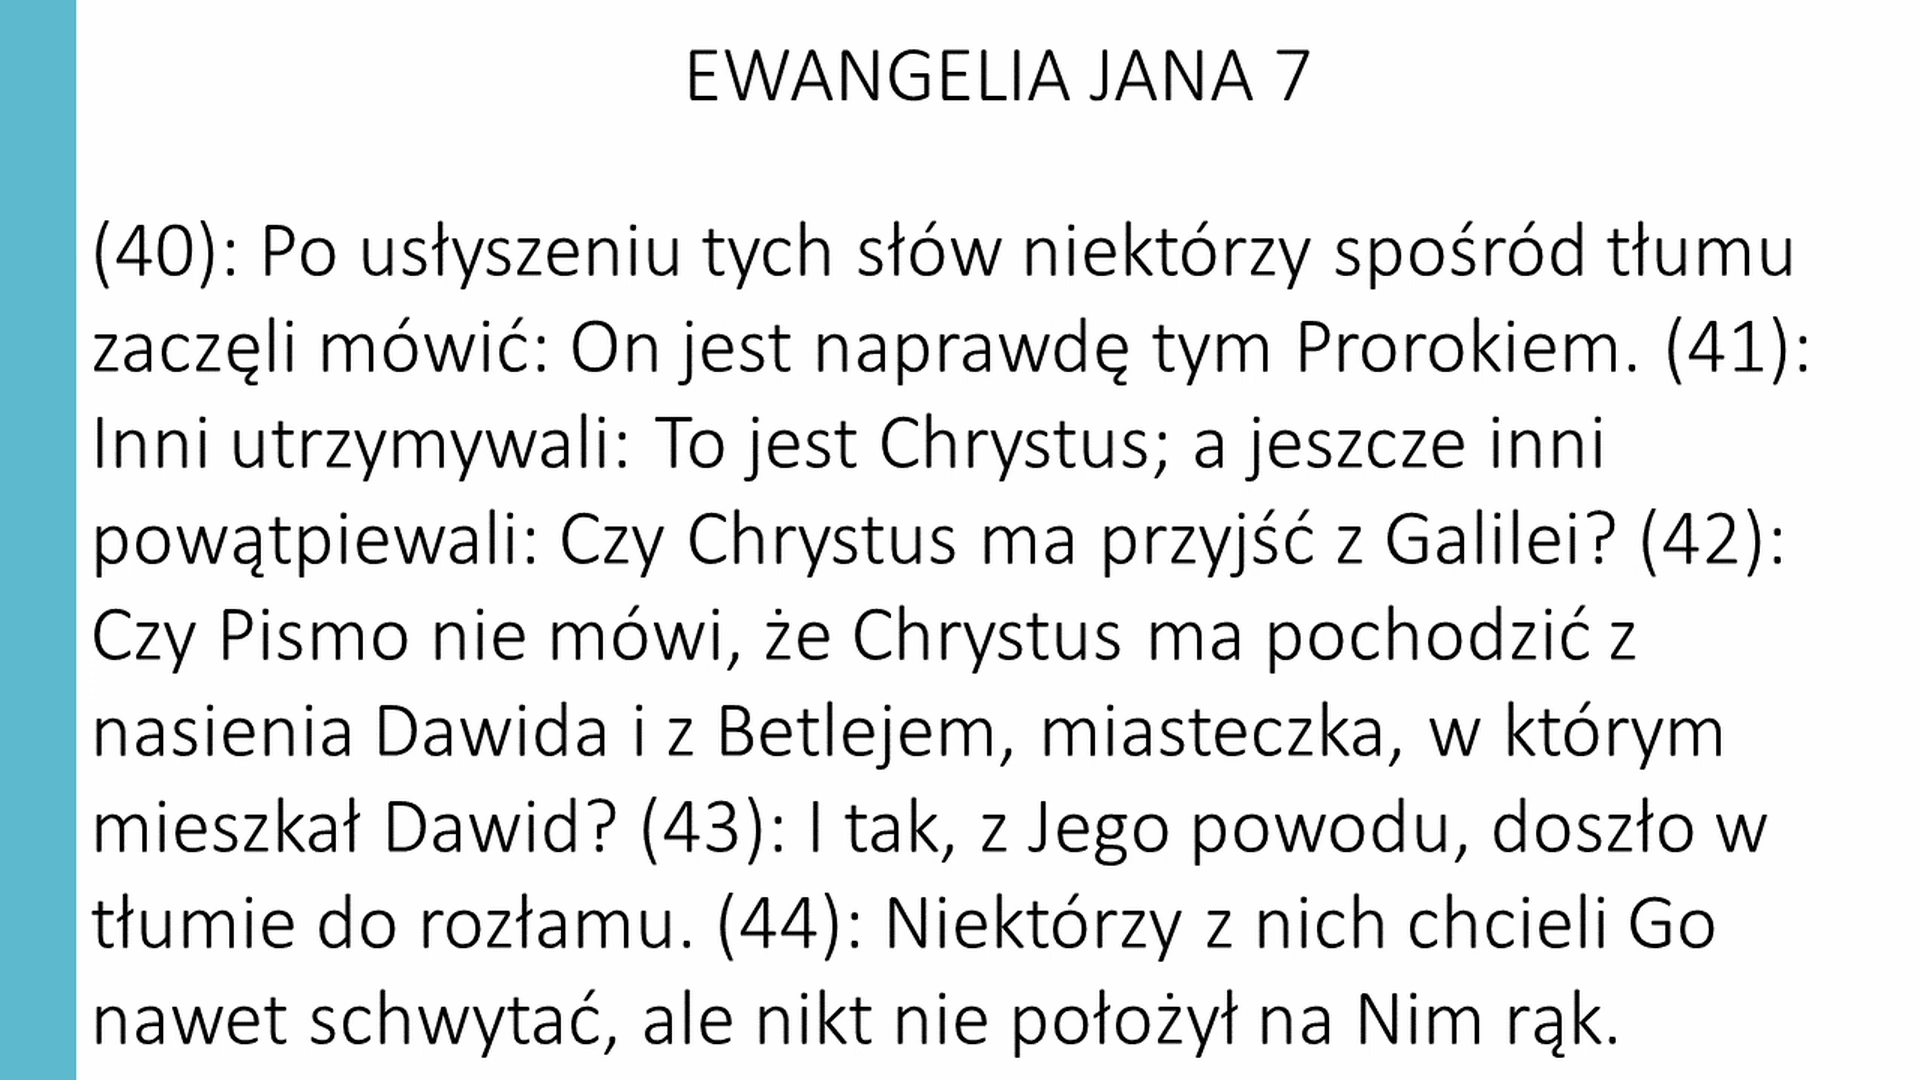 EWANGELIA JANA 7
(40): Po usłyszeniu tych słów niektórzy spośród tłumu
zaczęli mówić: On jest naprawdę tym Prorokiem. (41):
Inni utrzymywali: To jest Chrystus; a jeszcze inni
powątpiewali: Czy Chrystus ma przyjść z Galilei? (42):
Czy Pismo nie mówi, że Chrystus ma pochodzić z
nasienia Dawida i z Betlejem, miasteczka, w którym
mieszkał Dawid? (43): I tak, z Jego powodu, doszło w
tłumie do rozłamu. (44): Niektórzy z nich chcieli Go
nawet schwytać, ale nikt nie położył na Nim rąk.